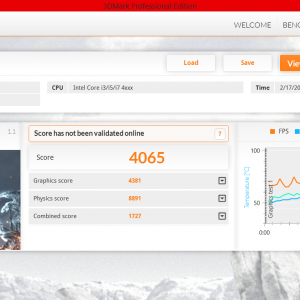 3DMark Professional Edition
WELCOME BENC
Load Save View
CPU Intel Core i3/i5/i7 4xxx Time 2/17/20
1.1 Score has not been validated online ?
Score 4065
Graphics score 4381
Physics score 8891
Combined score 1727
FPS
100
50
0:00
Temperature [°C]
Graphics test 1